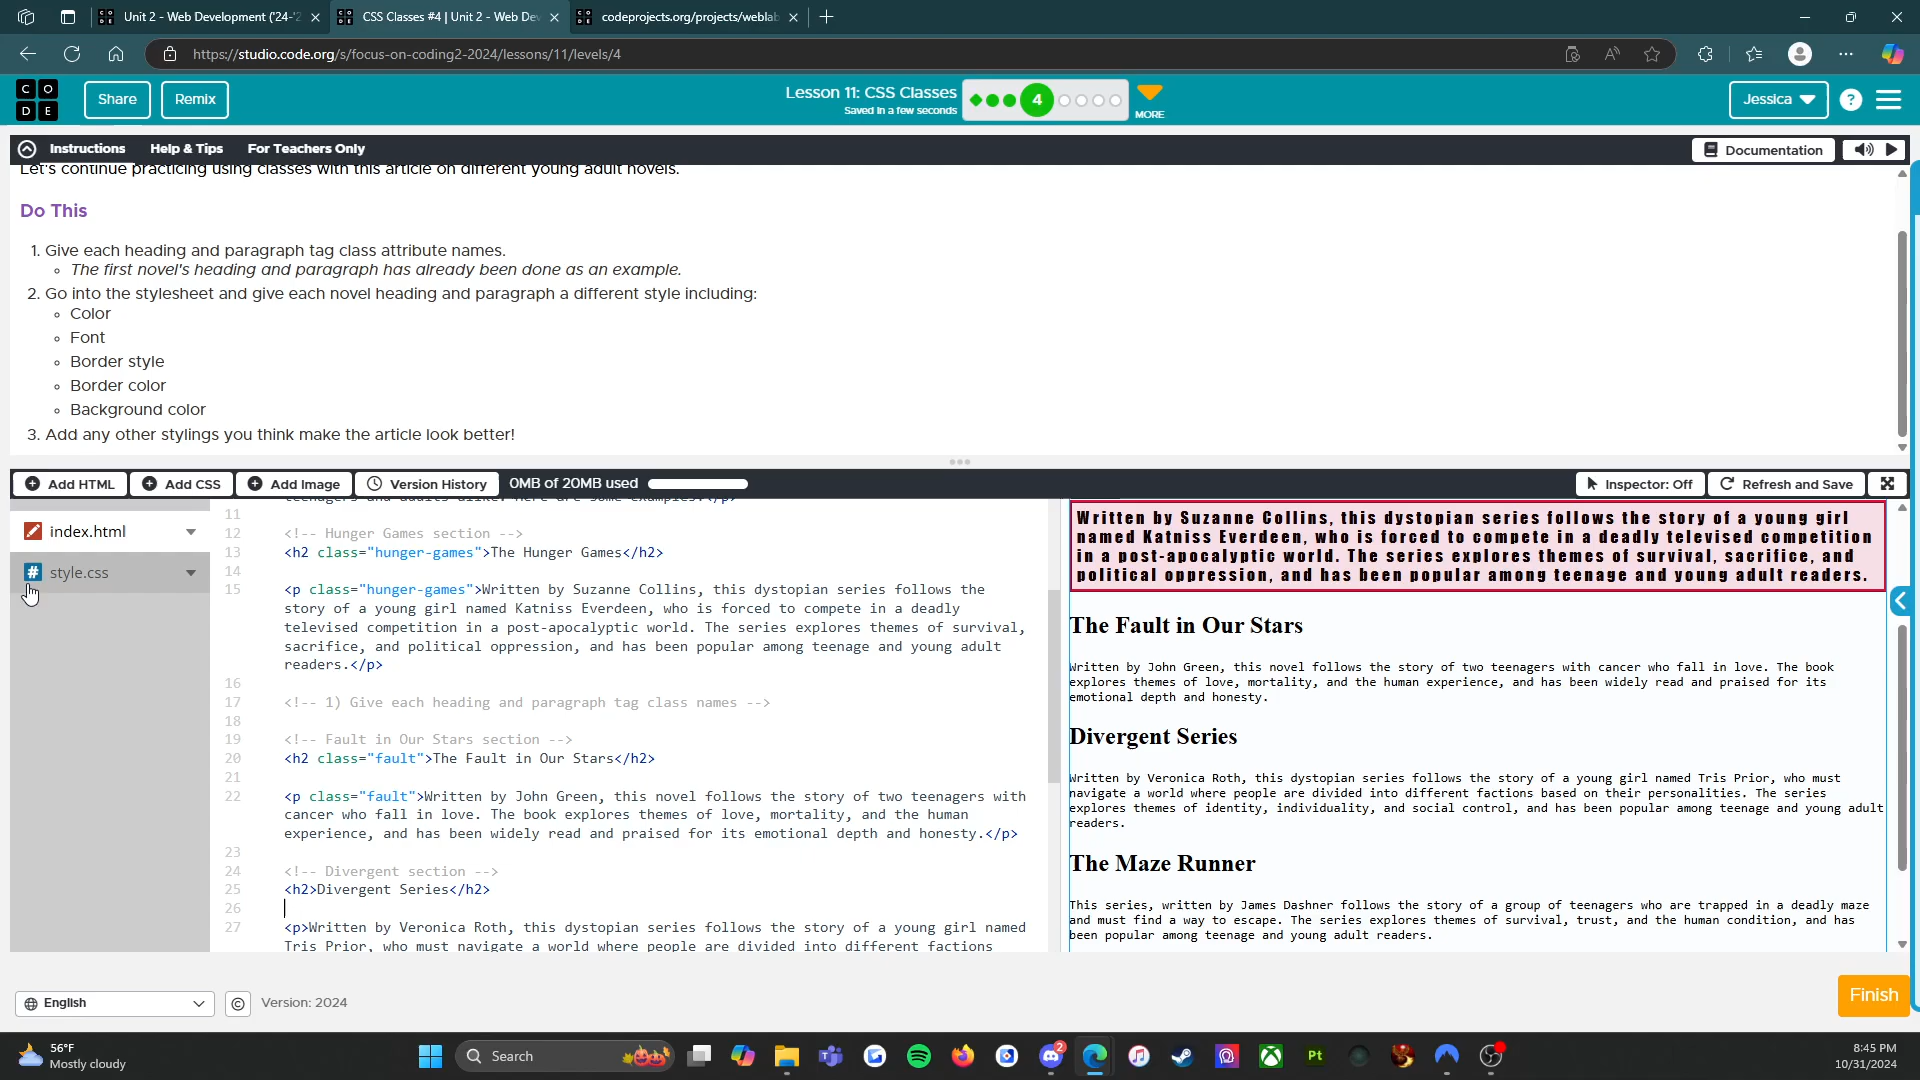 Unit 2 - Web Development ('24-'2
CSS Classes #4 | Unit 2 - Web Dev
codeprojects.org/projects/weblab
https://studio.code.org/s/focus-on-coding2-2024/lessons/11/levels/4
CODE
Share
Remix
Lesson 11: CSS Classes
Saved in a few seconds
4
MORE
Jessica
?
Instructions
Help & Tips
For Teachers Only
Documentation
Let's continue practicing using classes with this article on different young adult novels.
Do This
1. Give each heading and paragraph tag class attribute names.
The first novel's heading and paragraph has already been done as an example.
2. Go into the stylesheet and give each novel heading and paragraph a different style including:
Color
Font
Border style
Border color
Background color
3. Add any other stylings you think make the article look better!
Add HTML
Add CSS
Add Image
Version History
0MB of 20MB used
Inspector: Off
Refresh and Save
index.html
style.css
teenagers and adults alike. Here are some examples.</p>
11
12 <!-- Hunger Games section -->
13 <h2 class="hunger-games">The Hunger Games</h2>
14
15 <p class="hunger-games">Written by Suzanne Collins, this dystopian series follows the
story of a young girl named Katniss Everdeen, who is forced to compete in a deadly
televised competition in a post-apocalyptic world. The series explores themes of survival,
sacrifice, and political oppression, and has been popular among teenage and young adult
readers.</p>
16
17 <!-- 1) Give each heading and paragraph tag class names -->
18
19 <!-- Fault in Our Stars section -->
20 <h2 class="fault">The Fault in Our Stars</h2>
21
22 <p class="fault">Written by John Green, this novel follows the story of two teenagers with
cancer who fall in love. The book explores themes of love, mortality, and the human
experience, and has been widely read and praised for its emotional depth and honesty.</p>
23
24 <!-- Divergent section -->
25 <h2>Divergent Series</h2>
26
27 <p>Written by Veronica Roth, this dystopian series follows the story of a young girl named
Tris Prior, who must navigate a world where people are divided into different factions
Written by Suzanne Collins, this dystopian series follows the story of a young girl
named Katniss Everdeen, who is forced to compete in a deadly televised competition
in a post-apocalyptic world. The series explores themes of survival, sacrifice, and
political oppression, and has been popular among teenage and young adult readers.
The Fault in Our Stars
Written by John Green, this novel follows the story of two teenagers with cancer who fall in love. The book
explores themes of love, mortality, and the human experience, and has been widely read and praised for its
emotional depth and honesty.
Divergent Series
Written by Veronica Roth, this dystopian series follows the story of a young girl named Tris Prior, who must
navigate a world where people are divided into different factions based on their personalities. The series
explores themes of identity, individuality, and social control, and has been popular among teenage and young adult
readers.
The Maze Runner
This series, written by James Dashner follows the story of a group of teenagers who are trapped in a deadly maze
and must find a way to escape. The series explores themes of survival, trust, and the human condition, and has
been popular among teenage and young adult readers.
English
Version: 2024
Finish
56°F
Mostly cloudy
Search
2
Pt
8:45 PM
10/31/2024